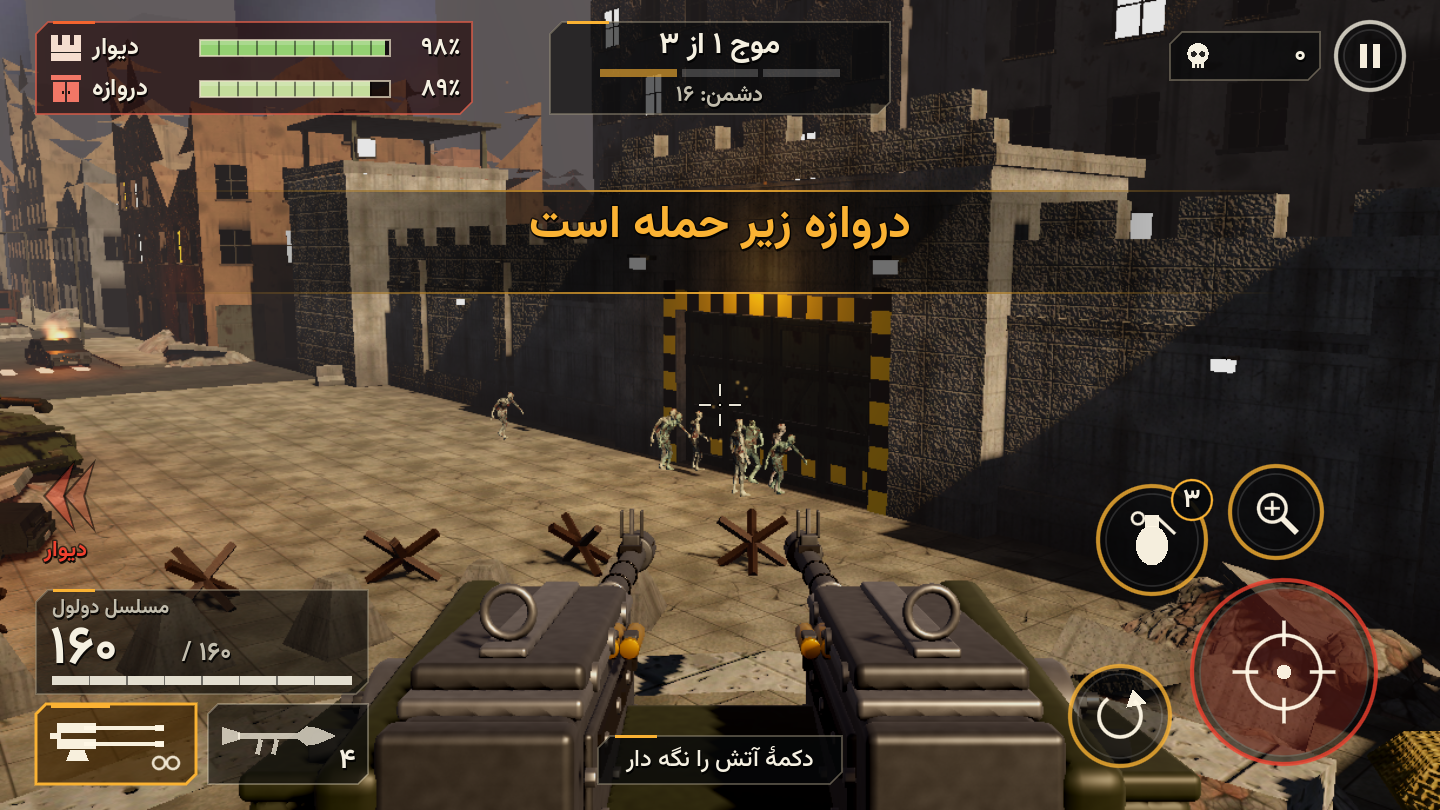 دیوار ۹۸٪
دروازه ۸۹٪
موج ۱ از ۳
دشمن: ۱۶
۰
دروازه زیر حمله است
دیوار
۳
مسلسل دولول
۱۶۰ / ۱۶۰
∞
۴
دکمهٔ آتش را نگه دار